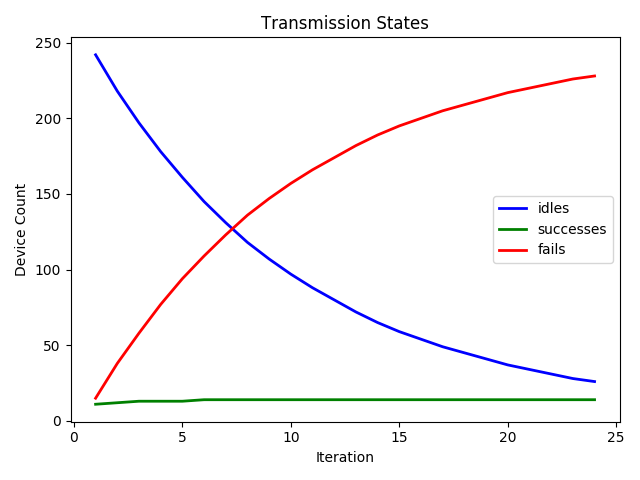 Transmission States
Device Count
250
200
150
100
50
0
0 5 10 15 20 25
Iteration
idles
successes
fails